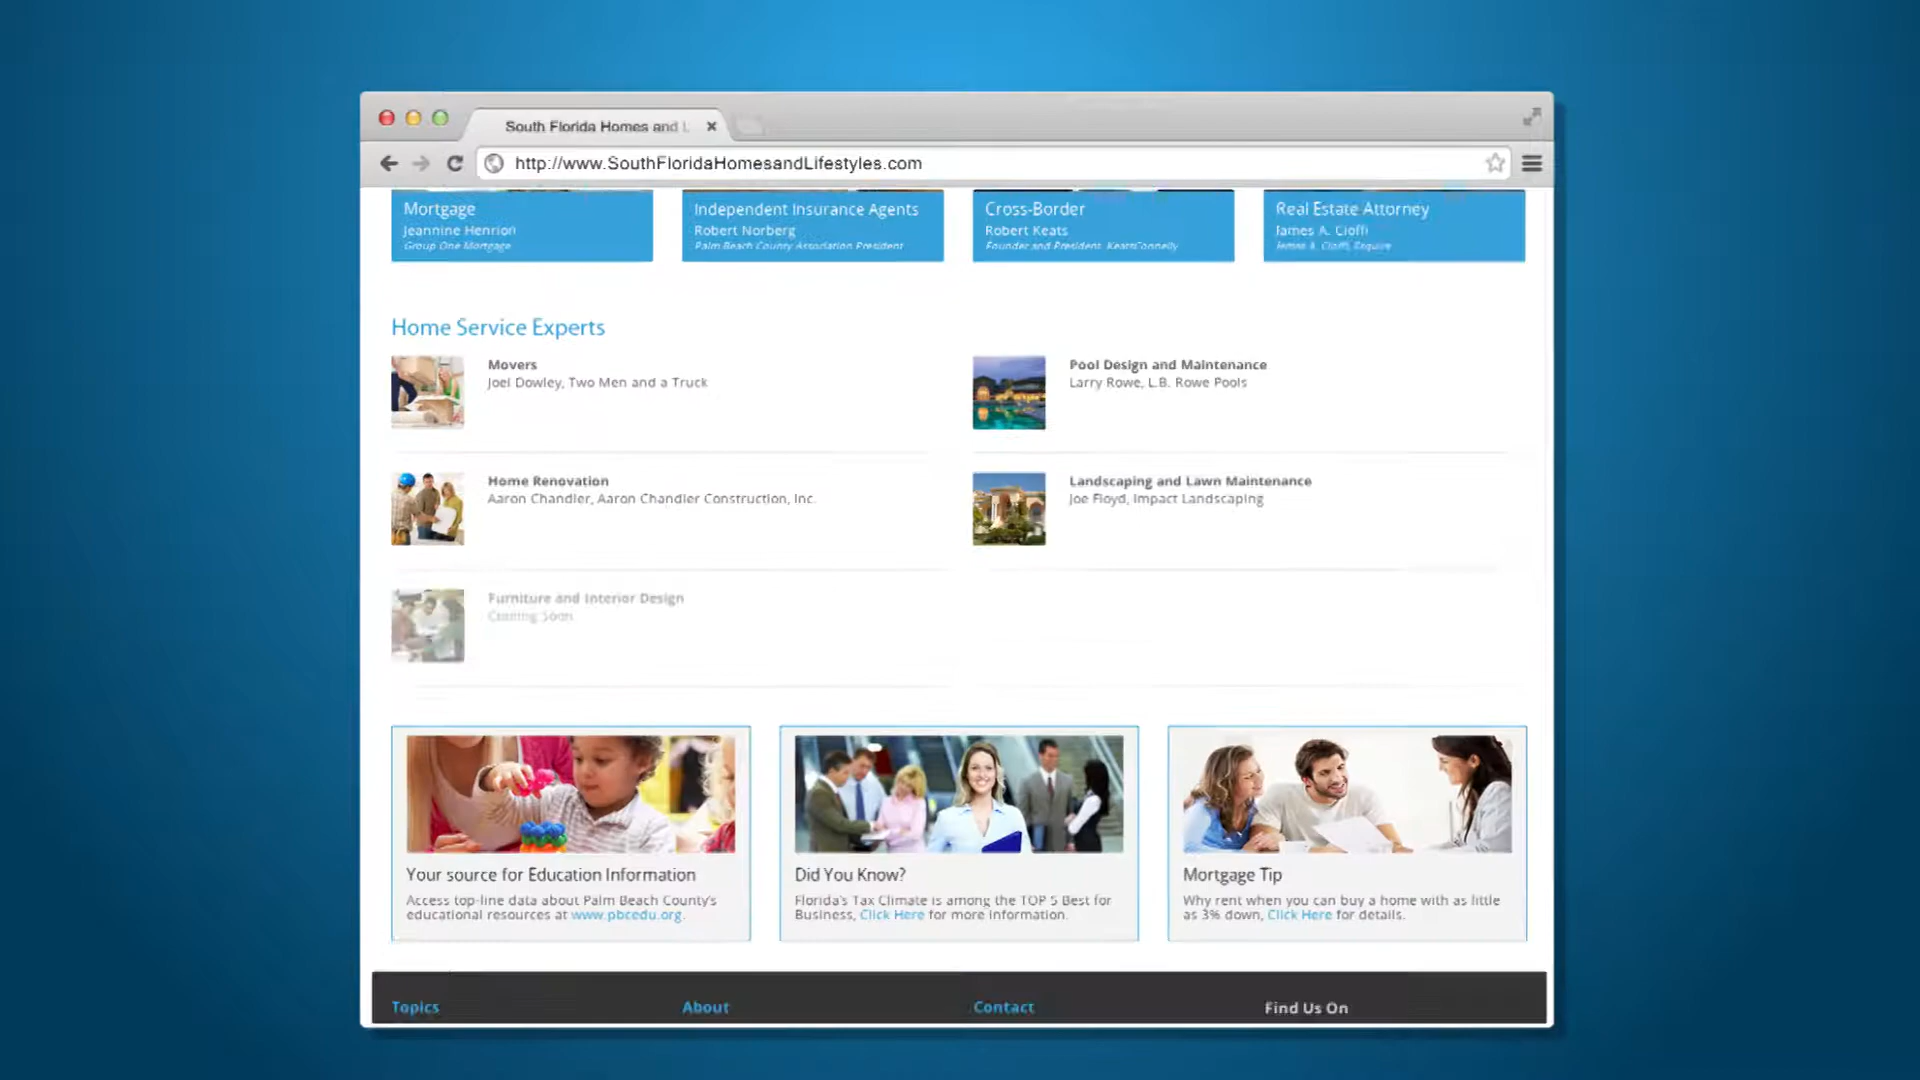 South Florida Homes and L
http://www.SouthFloridaHomesandLifestyles.com
Mortgage
Jeannine Henrion
Group One Mortgage
Independent Insurance Agents
Robert Norberg
Palm Beach County Association President
Cross-Border
Robert Keats
Founder and President, KeatsConnelly
Real Estate Attorney
James A. Cioffi
James A. Cioffi, Esquire
Home Service Experts
Movers
Joel Dowley, Two Men and a Truck
Pool Design and Maintenance
Larry Rowe, L.B. Rowe Pools
Home Renovation
Aaron Chandler, Aaron Chandler Construction, Inc.
Landscaping and Lawn Maintenance
Joe Floyd, Impact Landscaping
Furniture and Interior Design
Coming Soon
Your source for Education Information
Access top-line data about Palm Beach County's
educational resources at www.pbcedu.org.
Did You Know?
Florida's Tax Climate is among the TOP 5 Best for
Business, Click Here for more information.
Mortgage Tip
Why rent when you can buy a home with as little
as 3% down, Click Here for details.
Topics
About
Contact
Find Us On